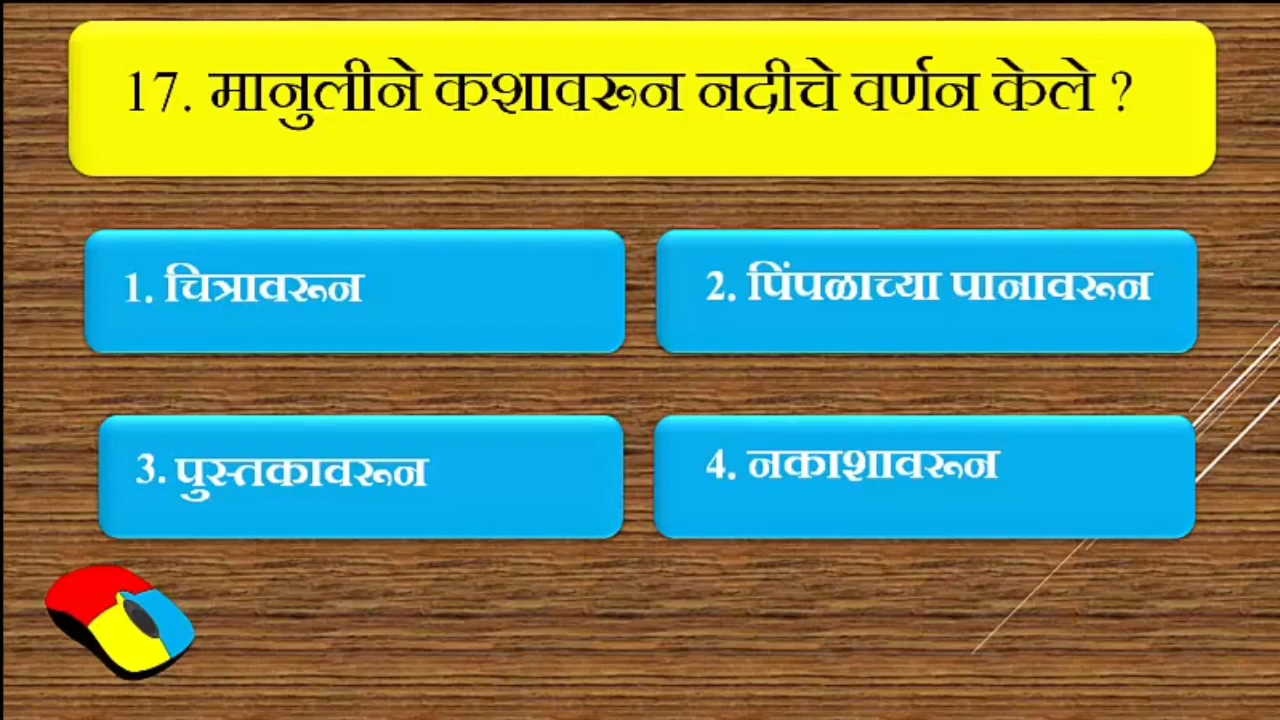 17. मानुलीने कशावरून नदीचे वर्णन केले ?
1. चित्रावरून
2. पिंपळाच्या पानावरून
3. पुस्तकावरून
4. नकाशावरून